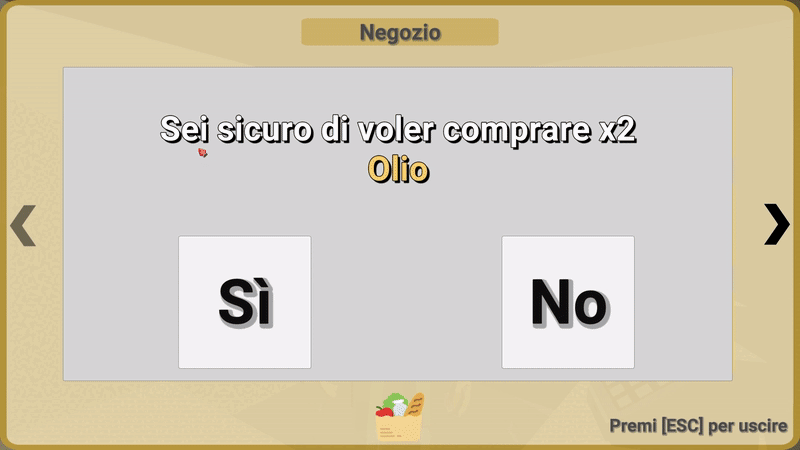 Negozio
Sei sicuro di voler comprare x2
Olio
Sì
No
Premi [ESC] per uscire